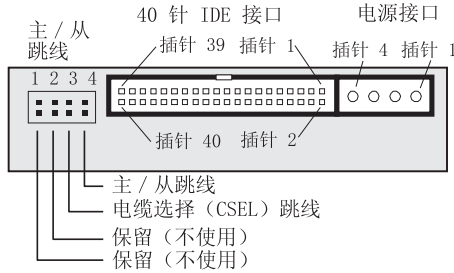 40 针 IDE 接口
电源接口
主 / 从
跳线
插针 39
插针 1
插针 4
插针 1
1 2 3 4
插针 40
插针 2
主 / 从跳线
电缆选择（CSEL）跳线
保留（不使用）
保留（不使用）